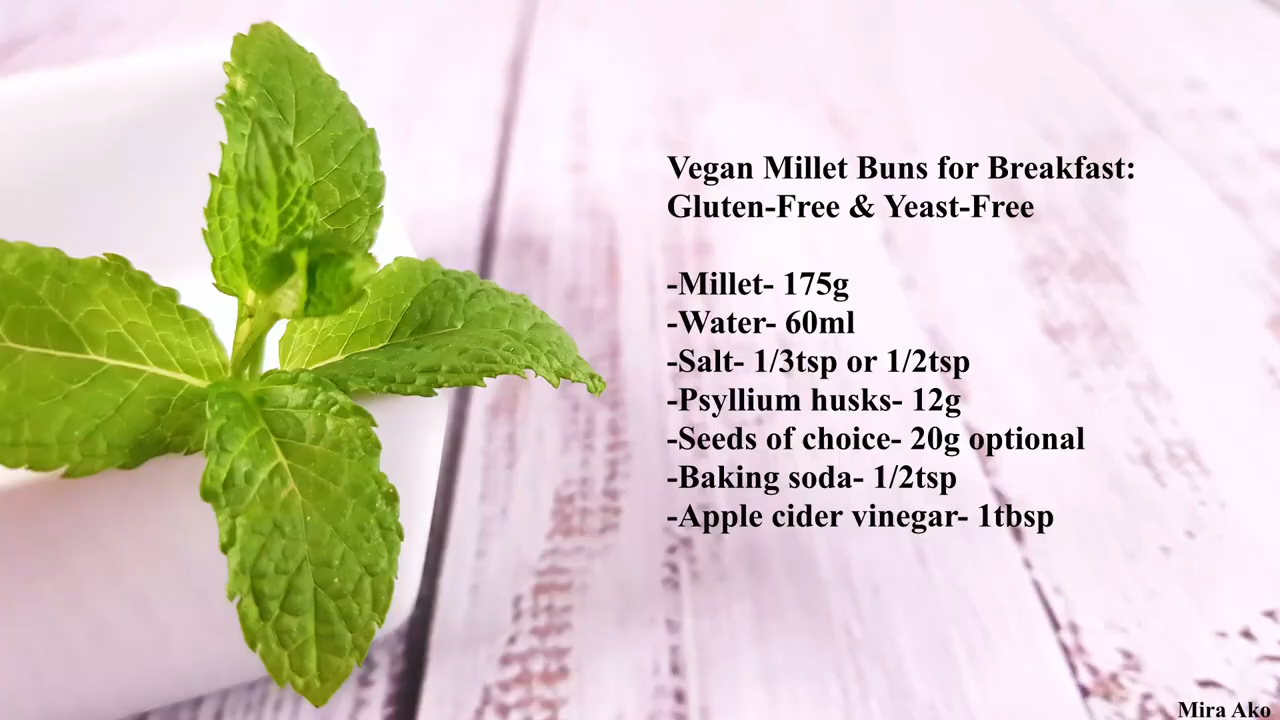 Vegan Millet Buns for Breakfast:
Gluten-Free & Yeast-Free
-Millet- 175g
-Water- 60ml
-Salt- 1/3tsp or 1/2tsp
-Psyllium husks- 12g
-Seeds of choice- 20g optional
-Baking soda- 1/2tsp
-Apple cider vinegar- 1tbsp
Mira Ako